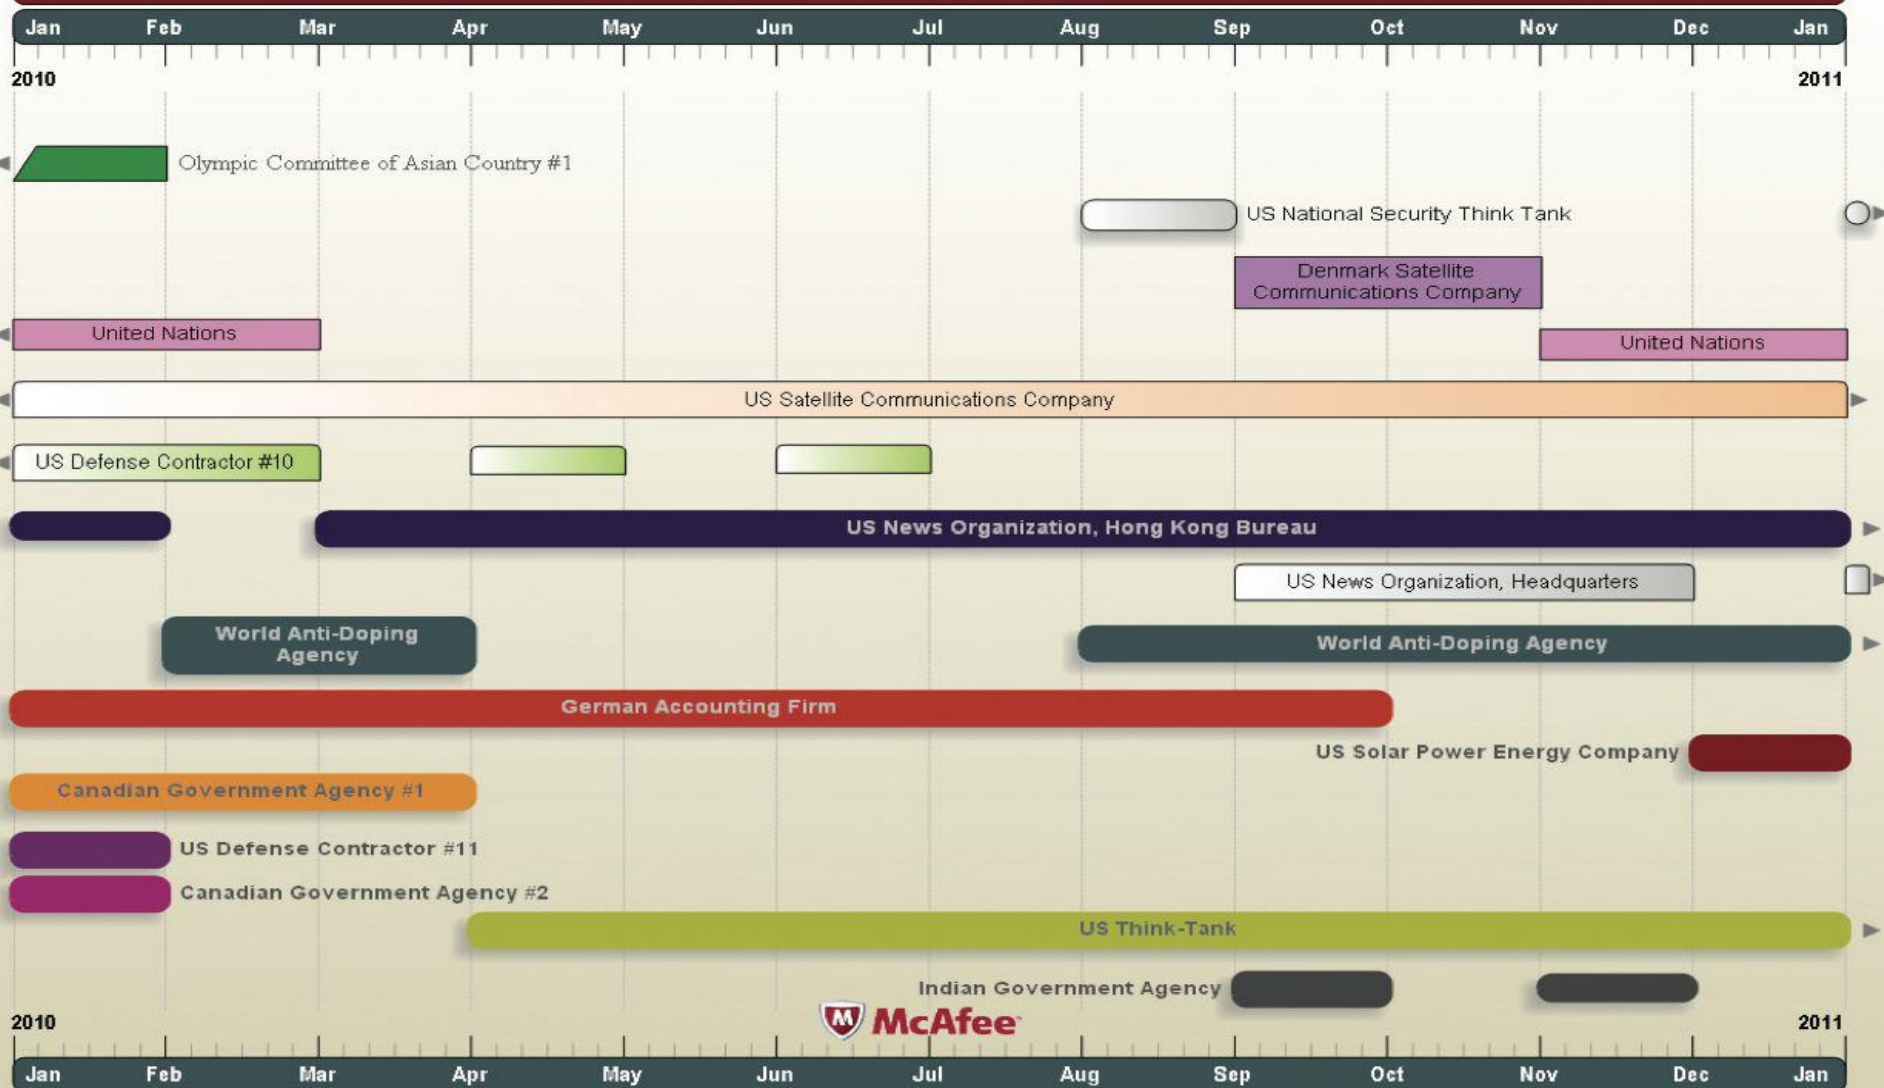 Jan Feb Mar Apr May Jun Jul Aug Sep Oct Nov Dec Jan
2010 2011
Olympic Committee of Asian Country #1
US National Security Think Tank
Denmark Satellite
Communications Company
United Nations
United Nations
US Satellite Communications Company
US Defense Contractor #10
US News Organization, Hong Kong Bureau
US News Organization, Headquarters
World Anti-Doping
Agency
World Anti-Doping Agency
German Accounting Firm
US Solar Power Energy Company
Canadian Government Agency #1
US Defense Contractor #11
Canadian Government Agency #2
US Think-Tank
Indian Government Agency
McAfee
2010 2011
Jan Feb Mar Apr May Jun Jul Aug Sep Oct Nov Dec Jan